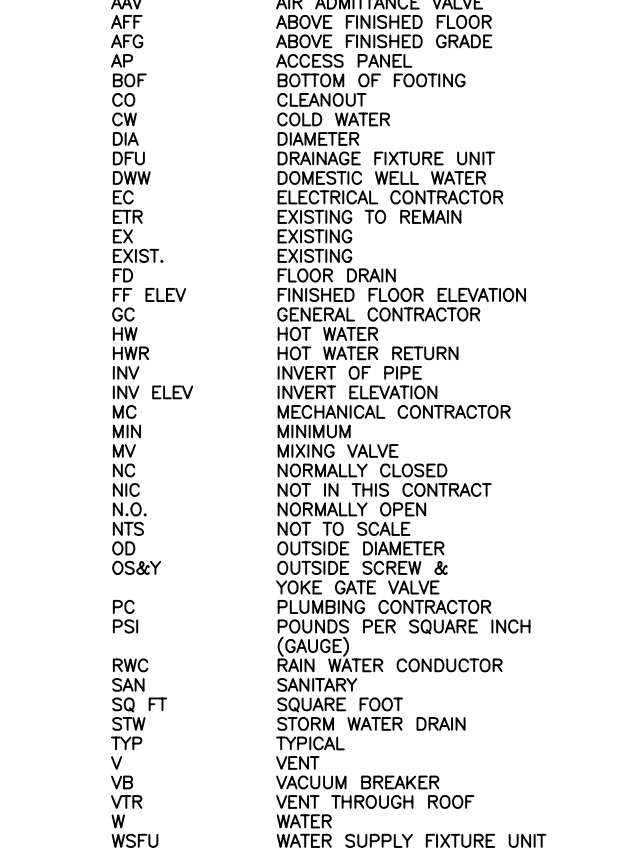 AAV AIR ADMITTANCE VALVE
AFF ABOVE FINISHED FLOOR
AFG ABOVE FINISHED GRADE
AP ACCESS PANEL
BOF BOTTOM OF FOOTING
CO CLEANOUT
CW COLD WATER
DIA DIAMETER
DFU DRAINAGE FIXTURE UNIT
DWW DOMESTIC WELL WATER
EC ELECTRICAL CONTRACTOR
ETR EXISTING TO REMAIN
EX EXISTING
EXIST. EXISTING
FD FLOOR DRAIN
FF ELEV FINISHED FLOOR ELEVATION
GC GENERAL CONTRACTOR
HW HOT WATER
HWR HOT WATER RETURN
INV INVERT OF PIPE
INV ELEV INVERT ELEVATION
MC MECHANICAL CONTRACTOR
MIN MINIMUM
MV MIXING VALVE
NC NORMALLY CLOSED
NIC NOT IN THIS CONTRACT
N.O. NORMALLY OPEN
NTS NOT TO SCALE
OD OUTSIDE DIAMETER
OS&Y OUTSIDE SCREW &
YOKE GATE VALVE
PC PLUMBING CONTRACTOR
PSI POUNDS PER SQUARE INCH
(GAUGE)
RWC RAIN WATER CONDUCTOR
SAN SANITARY
SQ FT SQUARE FOOT
STW STORM WATER DRAIN
TYP TYPICAL
V VENT
VB VACUUM BREAKER
VTR VENT THROUGH ROOF
W WATER
WSFU WATER SUPPLY FIXTURE UNIT